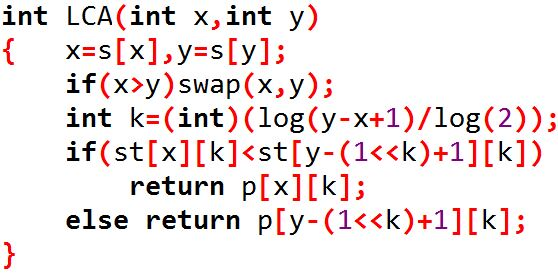 int LCA(int x,int y)
{   x=s[x],y=s[y];
    if(x>y)swap(x,y);
    int k=(int)(log(y-x+1)/log(2));
    if(st[x][k]<st[y-(1<<k)+1][k])
        return p[x][k];
    else return p[y-(1<<k)+1][k];
}